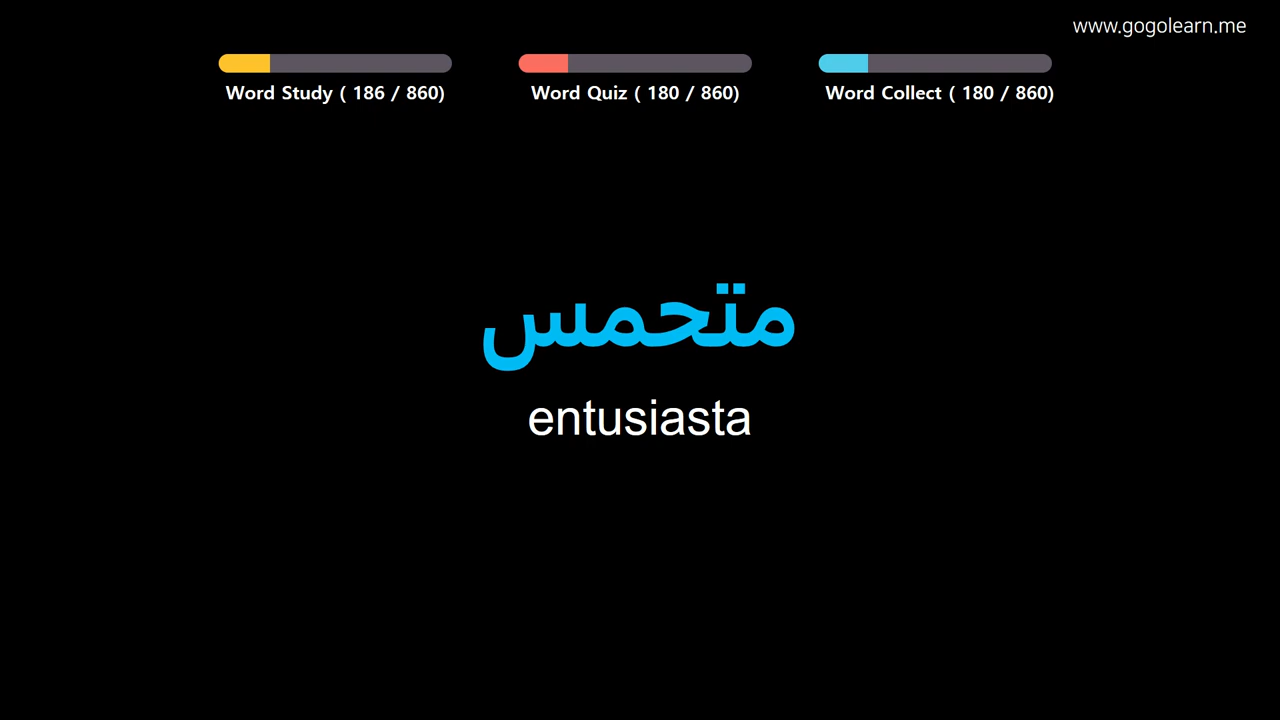 www.gogolearn.me
Word Study ( 186 / 860)
Word Quiz ( 180 / 860)
Word Collect ( 180 / 860)
متحمس
entusiasta